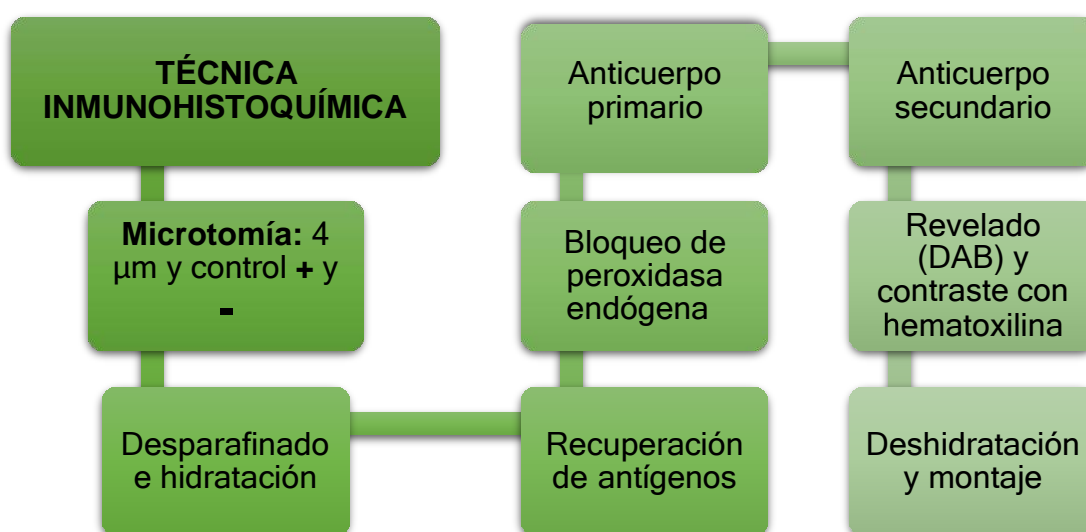 TÉCNICA
INMUNOHISTOQUÍMICA
Microtomía: 4
µm y control + y
-
Desparafinado
e hidratación
Recuperación
de antígenos
Bloqueo de
peroxidasa
endógena
Anticuerpo
primario
Anticuerpo
secundario
Revelado
(DAB) y
contraste con
hematoxilina
Deshidratación
y montaje